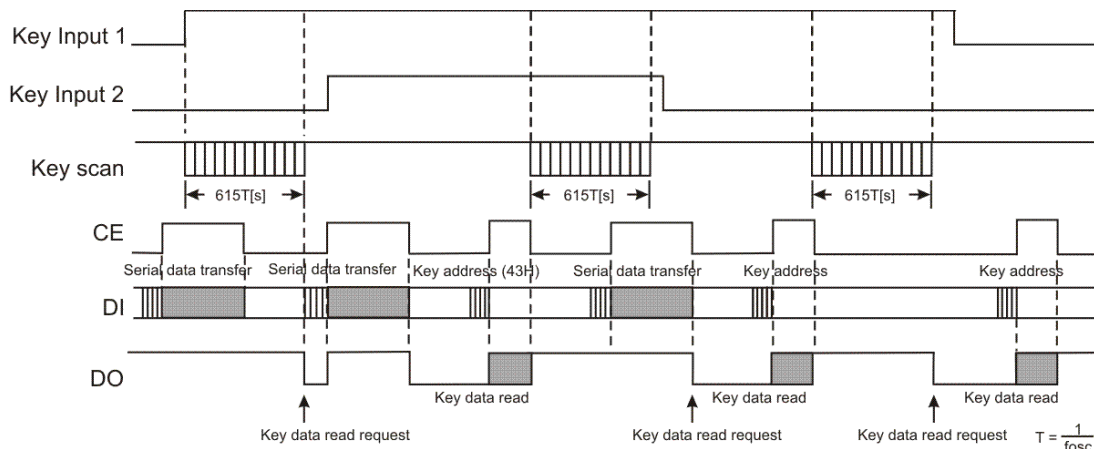 Key Input 1
Key Input 2
Key scan
615T[s] 615T[s] 615T[s]
CE
Serial data transfer Serial data transfer Key address (43H) Serial data transfer Key address Key address
DI
DO
Key data read Key data read Key data read
Key data read request Key data read request Key data read request
T = 1
fosc